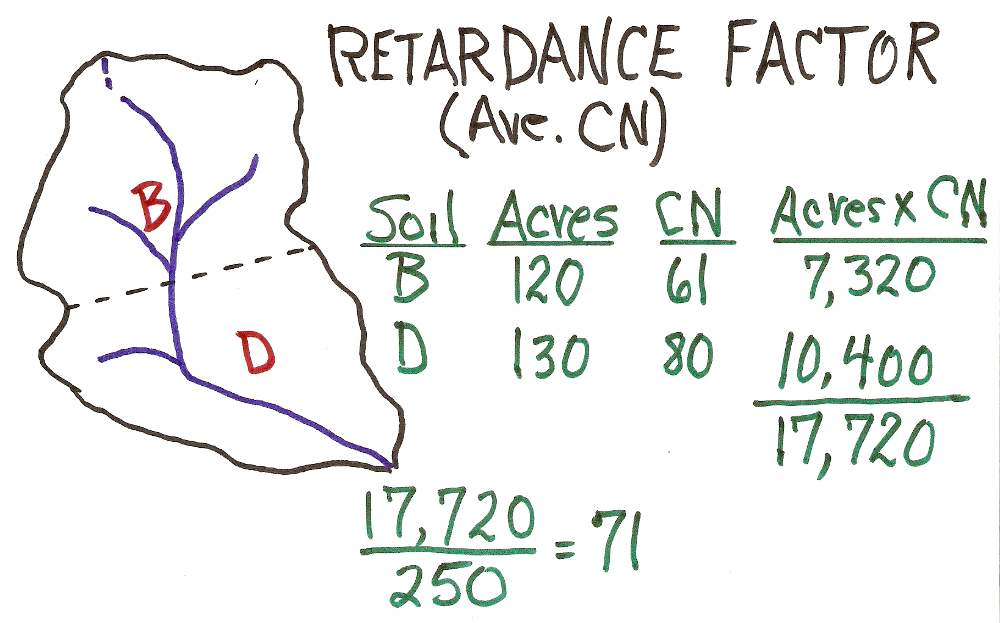 RETARDANCE FACTOR
(Ave. CN)
Soil Acres CN Acres x CN
B 120 61 7,320
D 130 80 10,400
17,720
17,720
250
= 71
B
D